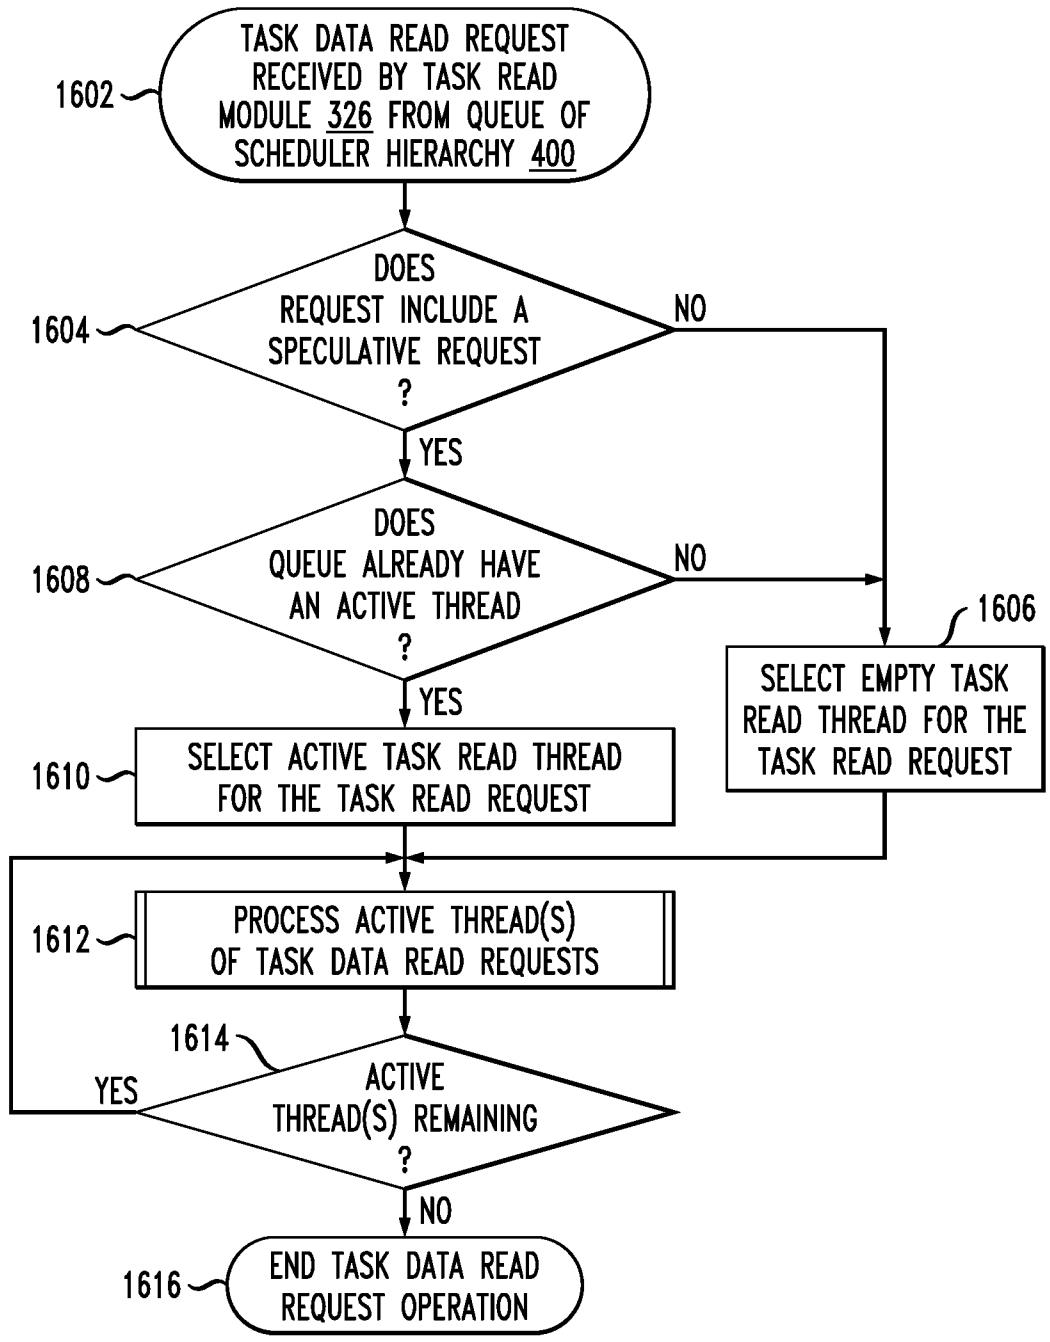 TASK DATA READ REQUEST
RECEIVED BY TASK READ
MODULE 326 FROM QUEUE OF
SCHEDULER HIERARCHY 400
1602
DOES
REQUEST INCLUDE A
SPECULATIVE REQUEST
?
1604
NO
YES
DOES
QUEUE ALREADY HAVE
AN ACTIVE THREAD
?
1608
NO
YES
1606
SELECT EMPTY TASK
READ THREAD FOR THE
TASK READ REQUEST
SELECT ACTIVE TASK READ THREAD
FOR THE TASK READ REQUEST
1610
PROCESS ACTIVE THREAD(S)
OF TASK DATA READ REQUESTS
1612
1614
ACTIVE
THREAD(S) REMAINING
?
YES
NO
END TASK DATA READ
REQUEST OPERATION
1616